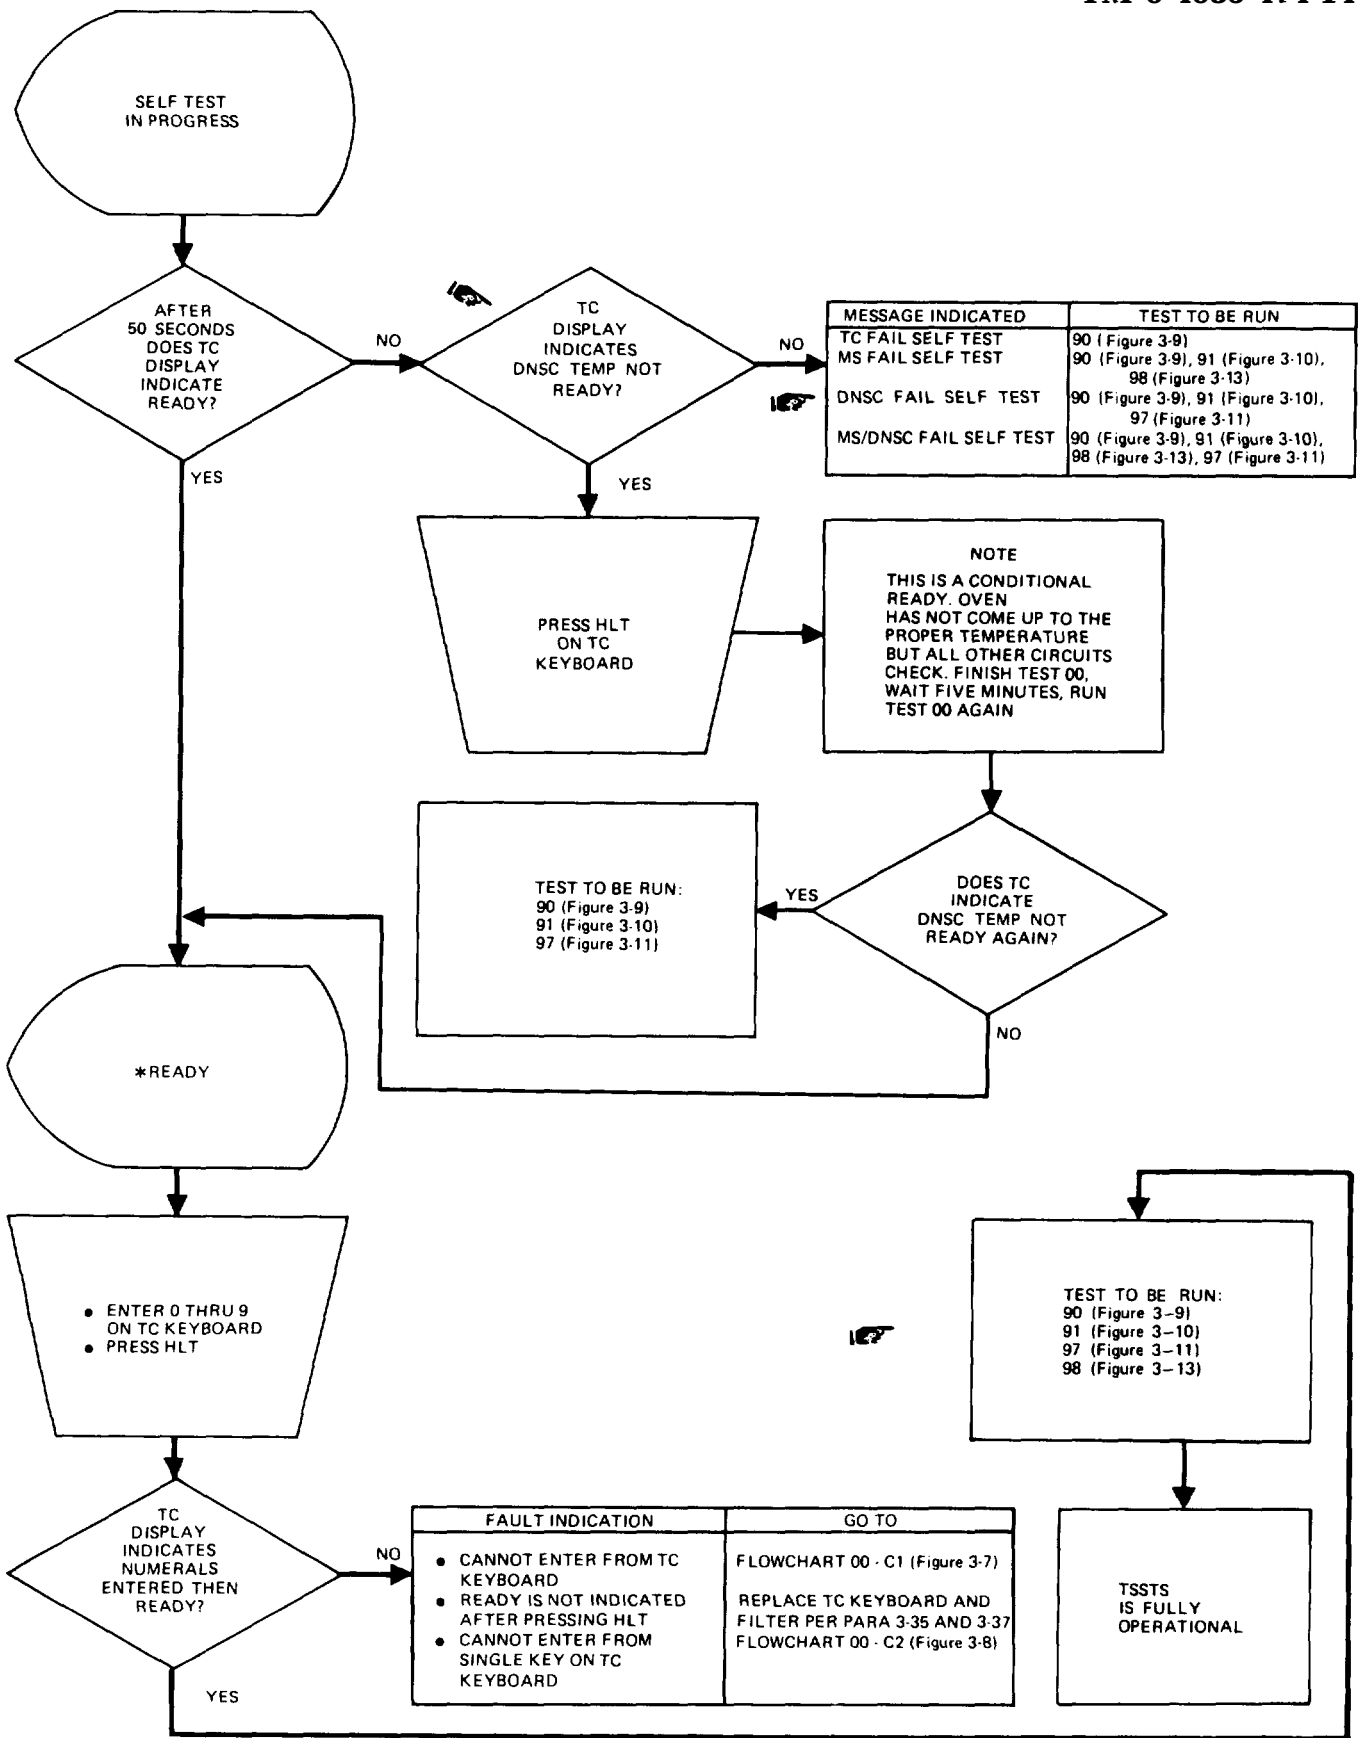 SELF TEST
IN PROGRESS
AFTER
50 SECONDS
DOES TC
DISPLAY
INDICATE
READY?
NO
YES
TC
DISPLAY
INDICATES
DNSC TEMP NOT
READY?
NO
YES
MESSAGE INDICATED TEST TO BE RUN
TC FAIL SELF TEST 90 (Figure 3-9)
MS FAIL SELF TEST 90 (Figure 3-9), 91 (Figure 3-10),
98 (Figure 3-13)
DNSC FAIL SELF TEST 90 (Figure 3-9), 91 (Figure 3-10),
97 (Figure 3-11)
MS/DNSC FAIL SELF TEST 90 (Figure 3-9), 91 (Figure 3-10),
98 (Figure 3-13), 97 (Figure 3-11)
PRESS HLT
ON TC
KEYBOARD
NOTE
THIS IS A CONDITIONAL
READY. OVEN
HAS NOT COME UP TO THE
PROPER TEMPERATURE
BUT ALL OTHER CIRCUITS
CHECK. FINISH TEST 00,
WAIT FIVE MINUTES, RUN
TEST 00 AGAIN
DOES TC
INDICATE
DNSC TEMP NOT
READY AGAIN?
YES
NO
TEST TO BE RUN:
90 (Figure 3-9)
91 (Figure 3-10)
97 (Figure 3-11)
*READY
• ENTER 0 THRU 9
ON TC KEYBOARD
• PRESS HLT
TC
DISPLAY
INDICATES
NUMERALS
ENTERED THEN
READY?
NO
YES
FAULT INDICATION GO TO
• CANNOT ENTER FROM TC FLOWCHART 00 - C1 (Figure 3-7)
KEYBOARD
• READY IS NOT INDICATED REPLACE TC KEYBOARD AND
AFTER PRESSING HLT FILTER PER PARA 3-35 AND 3-37
• CANNOT ENTER FROM FLOWCHART 00 - C2 (Figure 3-8)
SINGLE KEY ON TC
KEYBOARD
TEST TO BE RUN:
90 (Figure 3-9)
91 (Figure 3-10)
97 (Figure 3-11)
98 (Figure 3-13)
TSSTS
IS FULLY
OPERATIONAL